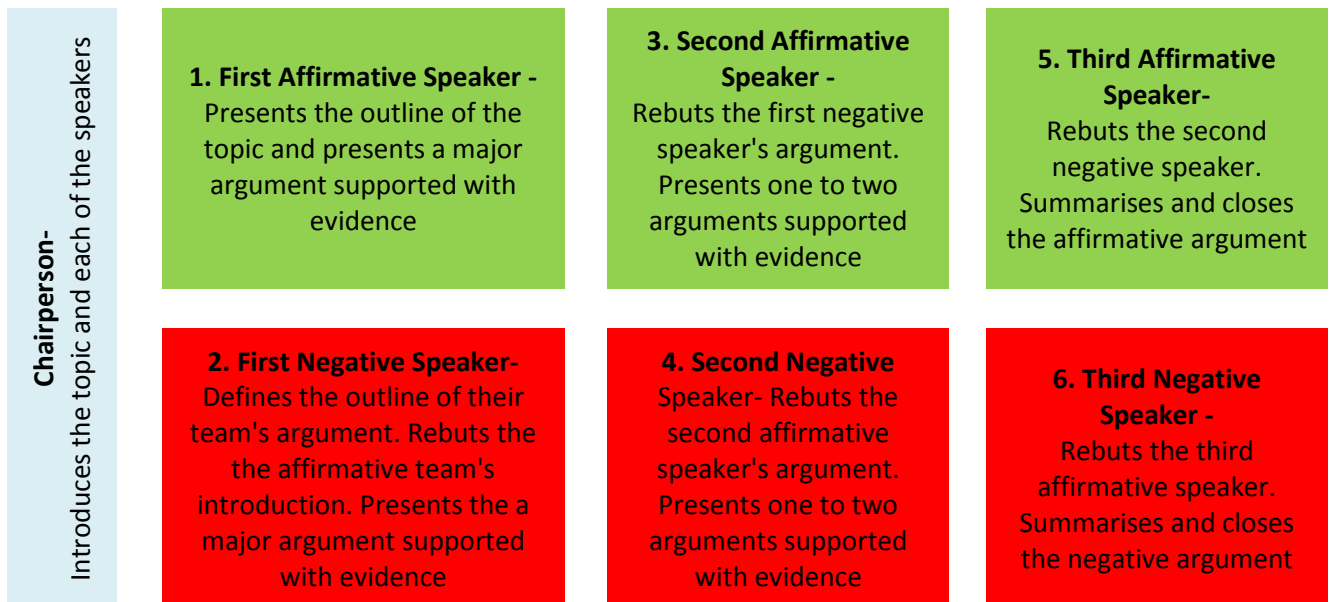 Chairperson-
Introduces the topic and each of the speakers
1. First Affirmative Speaker -
Presents the outline of the
topic and presents a major
argument supported with
evidence
2. First Negative Speaker-
Defines the outline of their
team's argument. Rebuts the
the affirmative team's
introduction. Presents the a
major argument supported
with evidence
3. Second Affirmative
Speaker -
Rebuts the first negative
speaker's argument.
Presents one to two
arguments supported
with evidence
4. Second Negative
Speaker- Rebuts the
second affirmative
speaker's argument.
Presents one to two
arguments supported
with evidence
5. Third Affirmative
Speaker-
Rebuts the second
negative speaker.
Summarises and closes
the affirmative argument
6. Third Negative
Speaker -
Rebuts the third
affirmative speaker.
Summarises and closes
the negative argument